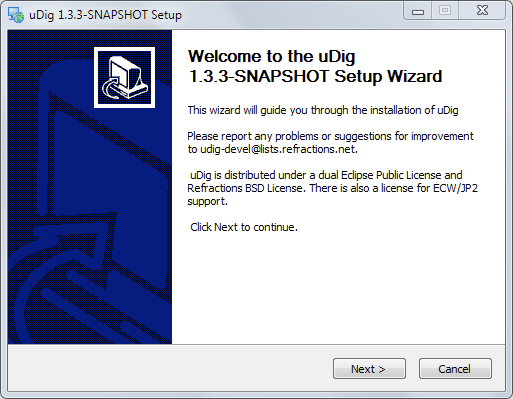 uDig 1.3.3-SNAPSHOT Setup
Welcome to the uDig
1.3.3-SNAPSHOT Setup Wizard
This wizard will guide you through the installation of uDig
Please report any problems or suggestions for improvement
to udig-devel@lists.refractions.net.
uDig is distributed under a dual Eclipse Public License and
Refractions BSD License. There is also a license for ECW/JP2
support.
Click Next to continue.
Next >
Cancel